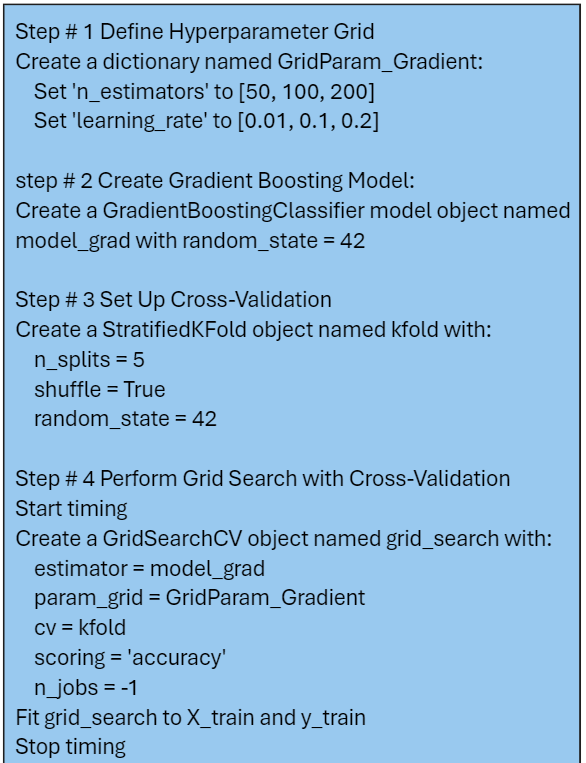 Step # 1 Define Hyperparameter Grid
Create a dictionary named GridParam_Gradient:
Set 'n_estimators' to [50, 100, 200]
Set 'learning_rate' to [0.01, 0.1, 0.2]
step # 2 Create Gradient Boosting Model:
Create a GradientBoostingClassifier model object named
model_grad with random_state = 42
Step # 3 Set Up Cross-Validation
Create a StratifiedKFold object named kfold with:
n_splits = 5
shuffle = True
random_state = 42
Step # 4 Perform Grid Search with Cross-Validation
Start timing
Create a GridSearchCV object named grid_search with:
estimator = model_grad
param_grid = GridParam_Gradient
cv = kfold
scoring = 'accuracy'
n_jobs = -1
Fit grid_search to X_train and y_train
Stop timing